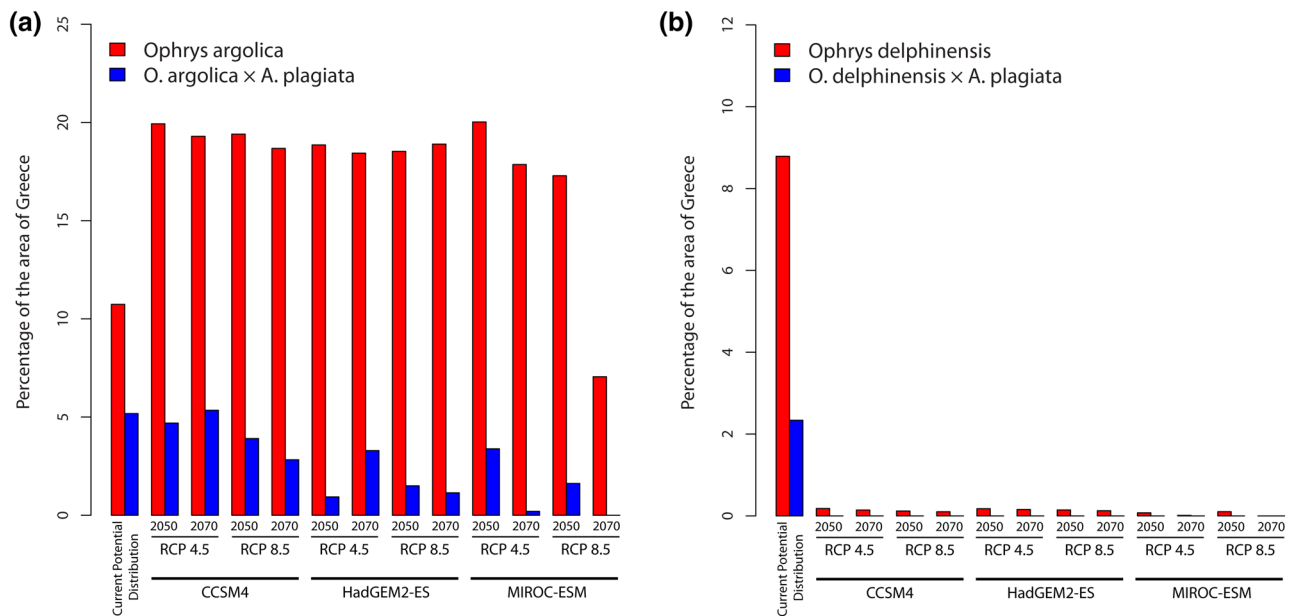 (a)
25
20
15
10
5
0
Percentage of the area of Greece
Ophrys argolica
O. argolica × A. plagiata
Current Potential
Distribution
2050 2070 2050 2070 2050 2070 2050 2070 2050 2070 2050 2070
RCP 4.5 RCP 8.5 RCP 4.5 RCP 8.5 RCP 4.5 RCP 8.5
CCSM4 HadGEM2-ES MIROC-ESM
(b)
12
10
8
6
4
2
0
Percentage of the area of Greece
Ophrys delphinensis
O. delphinensis × A. plagiata
Current Potential
Distribution
2050 2070 2050 2070 2050 2070 2050 2070 2050 2070 2050 2070
RCP 4.5 RCP 8.5 RCP 4.5 RCP 8.5 RCP 4.5 RCP 8.5
CCSM4 HadGEM2-ES MIROC-ESM